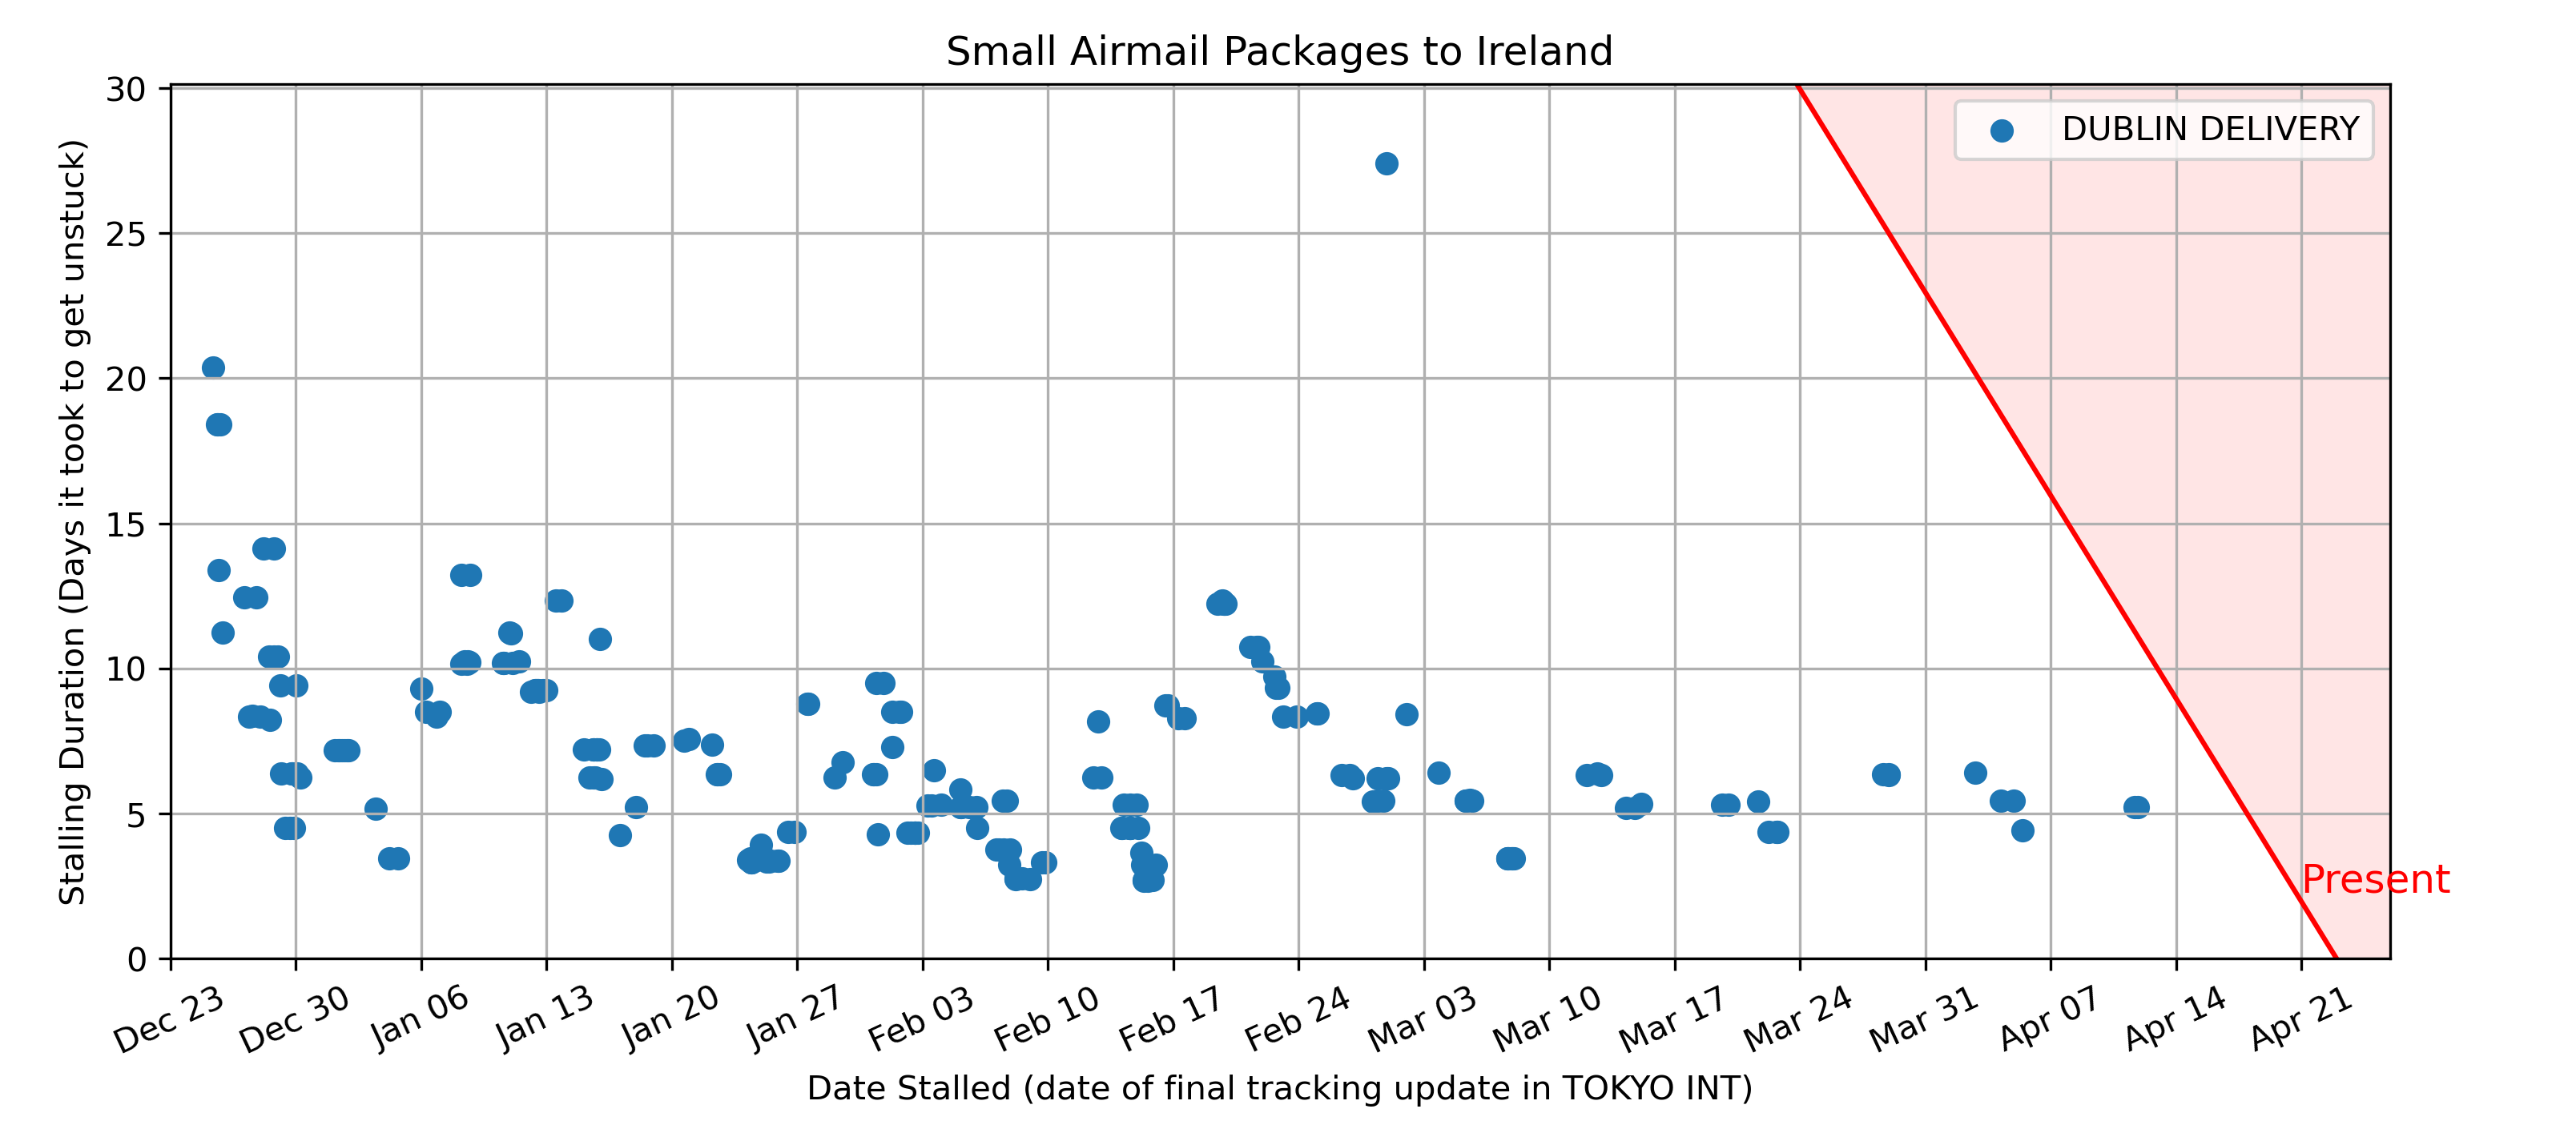 Small Airmail Packages to Ireland
Stalling Duration (Days it took to get unstuck)
30
25
20
15
10
5
0
DUBLIN DELIVERY
Present
Dec 23
Dec 30
Jan 06
Jan 13
Jan 20
Jan 27
Feb 03
Feb 10
Feb 17
Feb 24
Mar 03
Mar 10
Mar 17
Mar 24
Mar 31
Apr 07
Apr 14
Apr 21
Date Stalled (date of final tracking update in TOKYO INT)